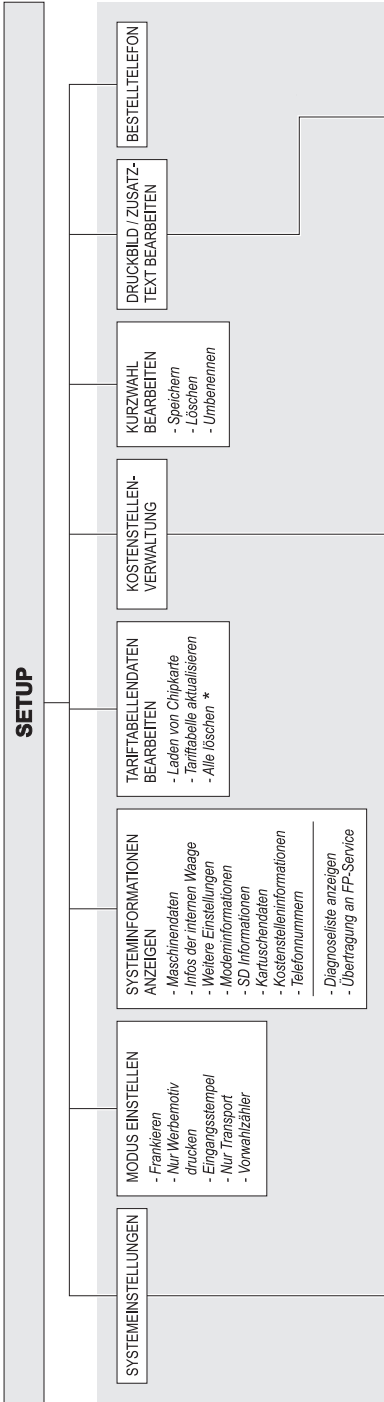 SETUP
SYSTEMEINSTELLUNGEN
MODUS EINSTELLEN
- Frankieren
- Nur Werbemotiv
drucken
- Eingangsstempel
- Nur Transport
- Vorwahlzähler
SYSTEMINFORMATIONEN
ANZEIGEN
- Maschinendaten
- Infos der internen Waage
- Weitere Einstellungen
- Modeminformationen
- SD Informationen
- Kartuschendaten
- Kostenstelleninformationen
- Telefonnummern
- Diagnoseliste anzeigen
- Übertragung an FP-Service
TARIFTABELLENDATEN
BEARBEITEN
- Laden von Chipkarte
- Tariftabelle aktualisieren
- Alle löschen *
KOSTENSTELLEN-
VERWALTUNG
KURZWAHL
BEARBEITEN
- Speichern
- Löschen
- Umbenennen
DRUCKBILD / ZUSATZ-
TEXT BEARBEITEN
BESTELLTELEFON